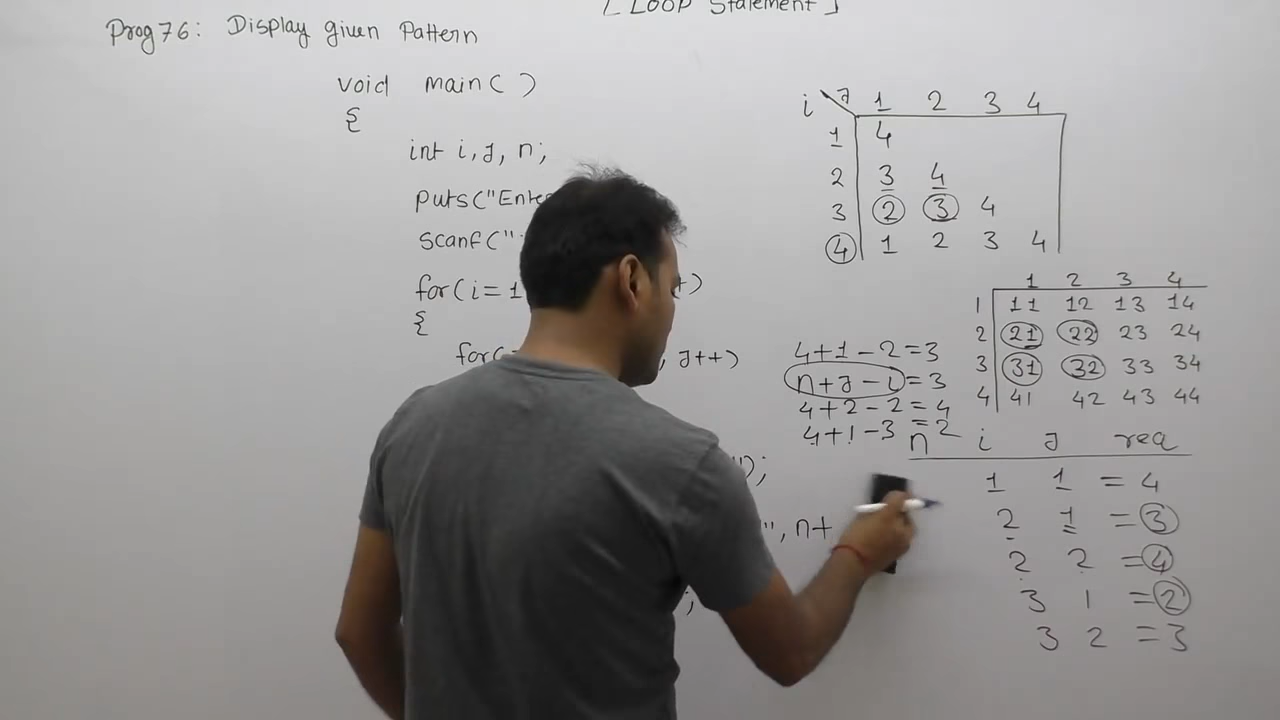 [Loop Statement]
Prog 76: Display given Pattern
void main( )
{
int i, j, n;
puts("Ente
scanf("
for(i= 1 +)
{
for( , j++)
");
", n+
;
i j 1 2 3 4
1 4
2 3 4
3 2 3 4
4 1 2 3 4
1 2 3 4
1 11 12 13 14
2 21 22 23 24
3 31 32 33 34
4 41 42 43 44
4+1-2=3
n+j-i=3
4+2-2=4
4+1-3=2
n i j req
1 1 = 4
2 1 =3
2 2 =4
3 1 =2
3 2 =3